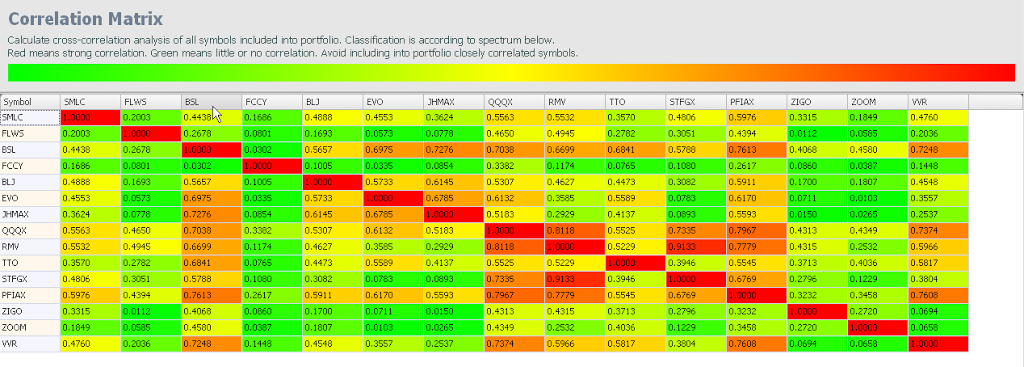 Correlation Matrix
Calculate cross-correlation analysis of all symbols included into portfolio. Classification is according to spectrum below.
Red means strong correlation. Green means little or no correlation. Avoid including into portfolio closely correlated symbols.
Symbol SMLC FLWS BSL FCCY BLJ EVO JHMAX QQQX RMV TTO STFGX PFIAX ZIGO ZOOM VVR
SMLC 1.0000 0.2003 0.4438 0.1686 0.4888 0.4553 0.3624 0.5563 0.5532 0.3570 0.4806 0.5976 0.3315 0.1849 0.4760
FLWS 0.2003 1.0000 0.2678 0.0801 0.1693 0.0573 0.0778 0.4650 0.4945 0.2782 0.3051 0.4394 0.0112 0.0585 0.2036
BSL 0.4438 0.2678 1.0000 0.0302 0.5657 0.6975 0.7276 0.7038 0.6699 0.6841 0.5788 0.7613 0.4068 0.4580 0.7248
FCCY 0.1686 0.0801 0.0302 1.0000 0.1005 0.0335 0.0854 0.3382 0.1174 0.0765 0.1080 0.2617 0.0860 0.0387 0.1448
BLJ 0.4888 0.1693 0.5657 0.1005 1.0000 0.5733 0.6145 0.5307 0.4627 0.4473 0.3082 0.5911 0.1700 0.1807 0.4548
EVO 0.4553 0.0573 0.6975 0.0335 0.5733 1.0000 0.6785 0.6132 0.3585 0.5589 0.0783 0.6170 0.0711 0.0103 0.3557
JHMAX 0.3624 0.0778 0.7276 0.0854 0.6145 0.6785 1.0000 0.5183 0.2929 0.4137 0.0893 0.5593 0.0150 0.0265 0.2537
QQQX 0.5563 0.4650 0.7038 0.3382 0.5307 0.6132 0.5183 1.0000 0.8118 0.5525 0.7335 0.7967 0.4313 0.4349 0.7374
RMV 0.5532 0.4945 0.6699 0.1174 0.4627 0.3585 0.2929 0.8118 1.0000 0.5229 0.9133 0.7779 0.4315 0.2532 0.5966
TTO 0.3570 0.2782 0.6841 0.0765 0.4473 0.5589 0.4137 0.5525 0.5229 1.0000 0.3946 0.5545 0.3713 0.4036 0.5817
STFGX 0.4806 0.3051 0.5788 0.1080 0.3082 0.0783 0.0893 0.7335 0.9133 0.3946 1.0000 0.6769 0.2796 0.1229 0.3804
PFIAX 0.5976 0.4394 0.7613 0.2617 0.5911 0.6170 0.5593 0.7967 0.7779 0.5545 0.6769 1.0000 0.3232 0.3458 0.7608
ZIGO 0.3315 0.0112 0.4068 0.0860 0.1700 0.0711 0.0150 0.4313 0.4315 0.3713 0.2796 0.3232 1.0000 0.2720 0.0694
ZOOM 0.1849 0.0585 0.4580 0.0387 0.1807 0.0103 0.0265 0.4349 0.2532 0.4036 0.1229 0.3458 0.2720 1.0000 0.0658
VVR 0.4760 0.2036 0.7248 0.1448 0.4548 0.3557 0.2537 0.7374 0.5966 0.5817 0.3804 0.7608 0.0694 0.0658 1.0000